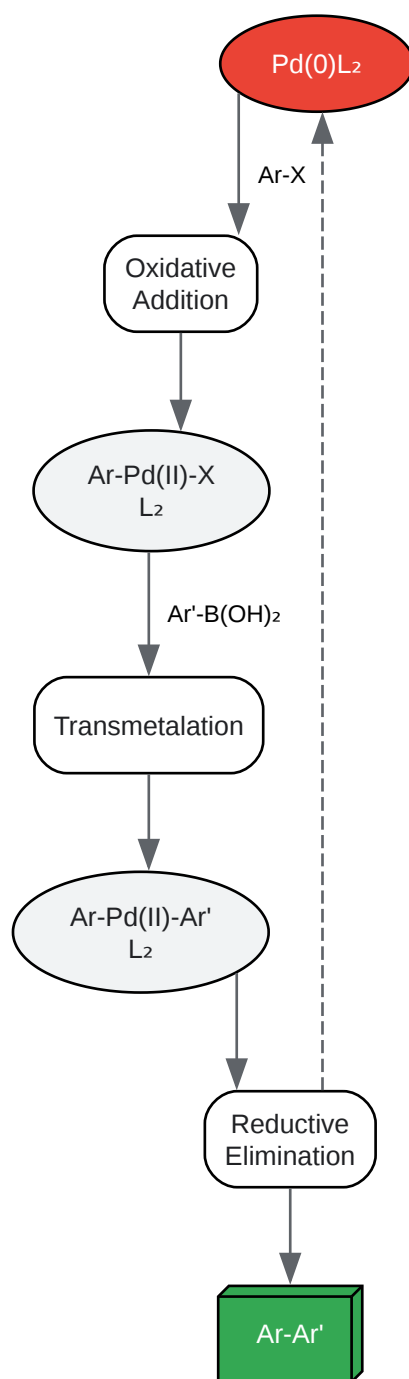 Pd(0)L₂
Ar-X
Oxidative
Addition
Ar-Pd(II)-X
L₂
Ar'-B(OH)₂
Transmetalation
Ar-Pd(II)-Ar'
L₂
Reductive
Elimination
Ar-Ar'